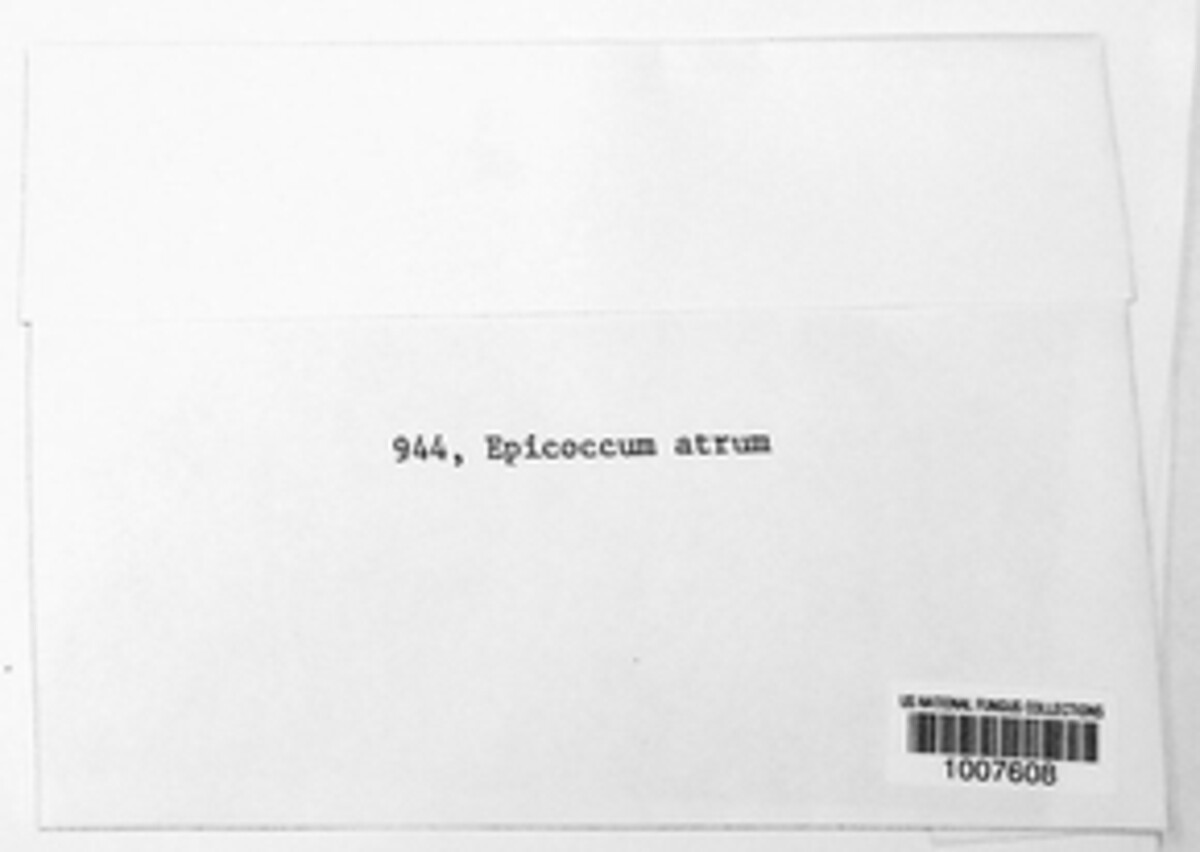 944, Epicoccum atrum
US NATIONAL FUNGUS COLLECTIONS
1007608